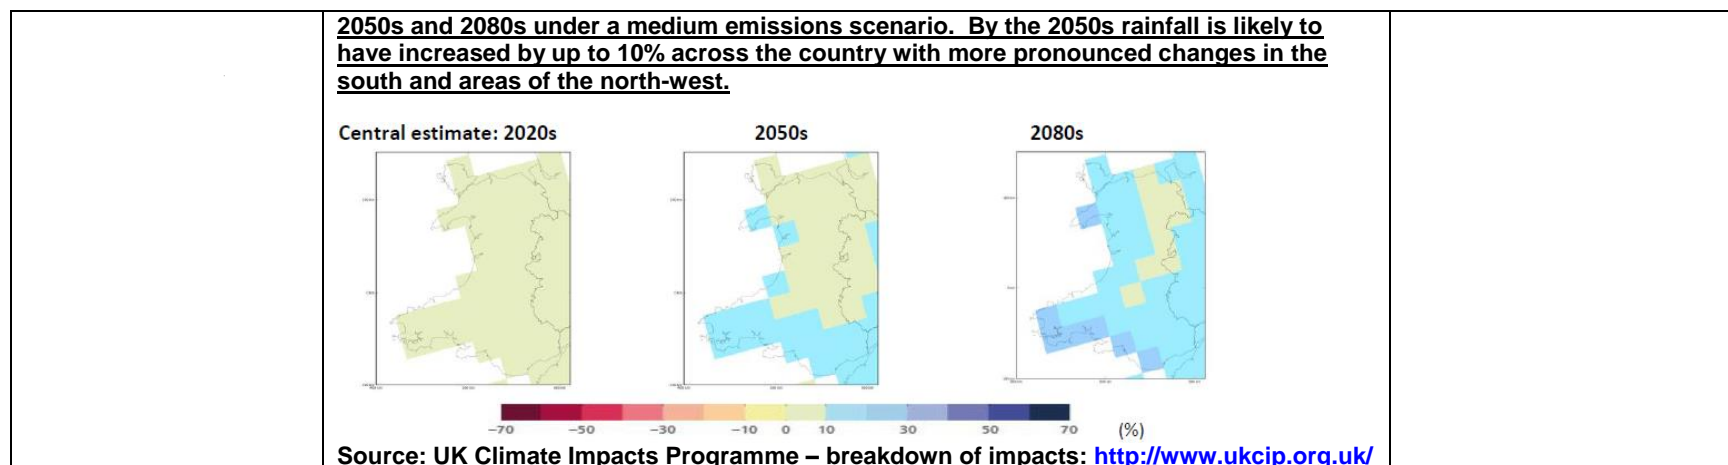 2050s and 2080s under a medium emissions scenario.  By the 2050s rainfall is likely to
have increased by up to 10% across the country with more pronounced changes in the
south and areas of the north-west.
Central estimate: 2020s
2050s
2080s
−70 −50 −30 −10 0 10 30 50 70 (%)
Source: UK Climate Impacts Programme – breakdown of impacts: http://www.ukcip.org.uk/